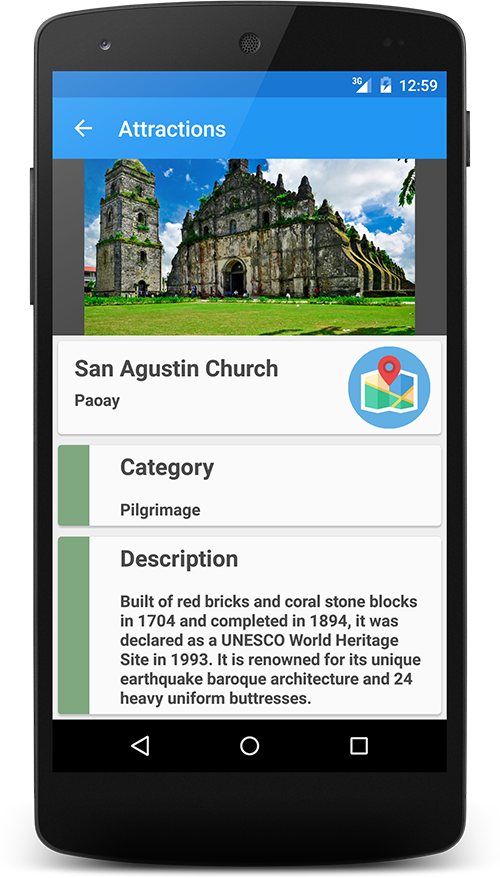 3G 12:59
Attractions
San Agustin Church
Paoay
Category
Pilgrimage
Description
Built of red bricks and coral stone blocks
in 1704 and completed in 1894, it was
declared as a UNESCO World Heritage
Site in 1993. It is renowned for its unique
earthquake baroque architecture and 24
heavy uniform buttresses.